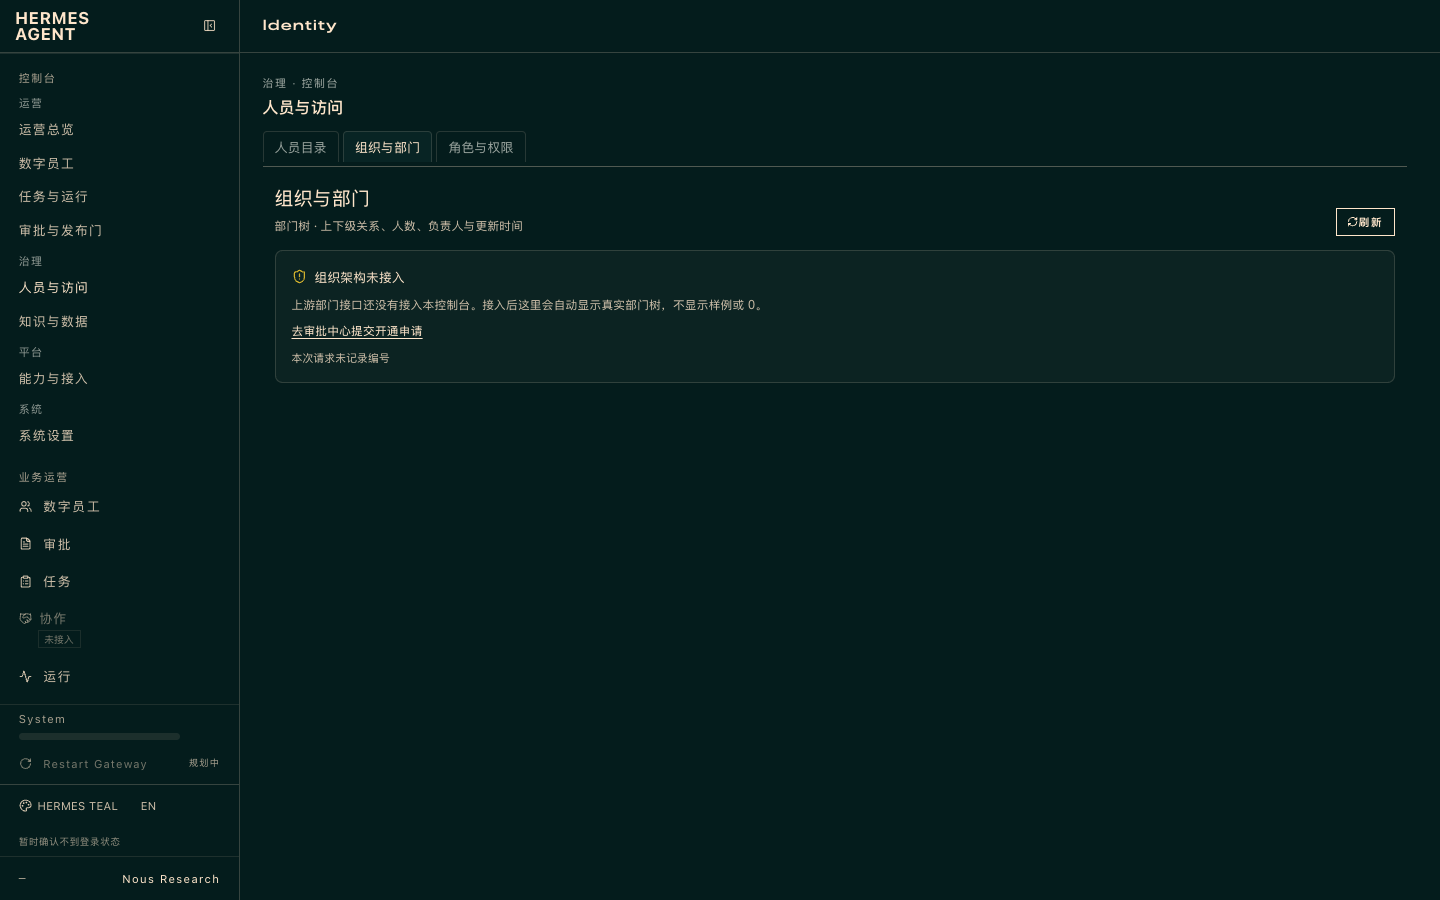 HERMES
AGENT
控制台
运营
运营总览
数字员工
任务与运行
审批与发布门
治理
人员与访问
知识与数据
平台
能力与接入
系统
系统设置
业务运营
数字员工
审批
任务
协作
未接入
运行
System
Restart Gateway 规划中
HERMES TEAL EN
暂时确认不到登录状态
— Nous Research
Identity
治理 · 控制台
人员与访问
人员目录 组织与部门 角色与权限
组织与部门
部门树 · 上下级关系、人数、负责人与更新时间
刷新
组织架构未接入
上游部门接口还没有接入本控制台。接入后这里会自动显示真实部门树，不显示样例或 0。
去审批中心提交开通申请
本次请求未记录编号